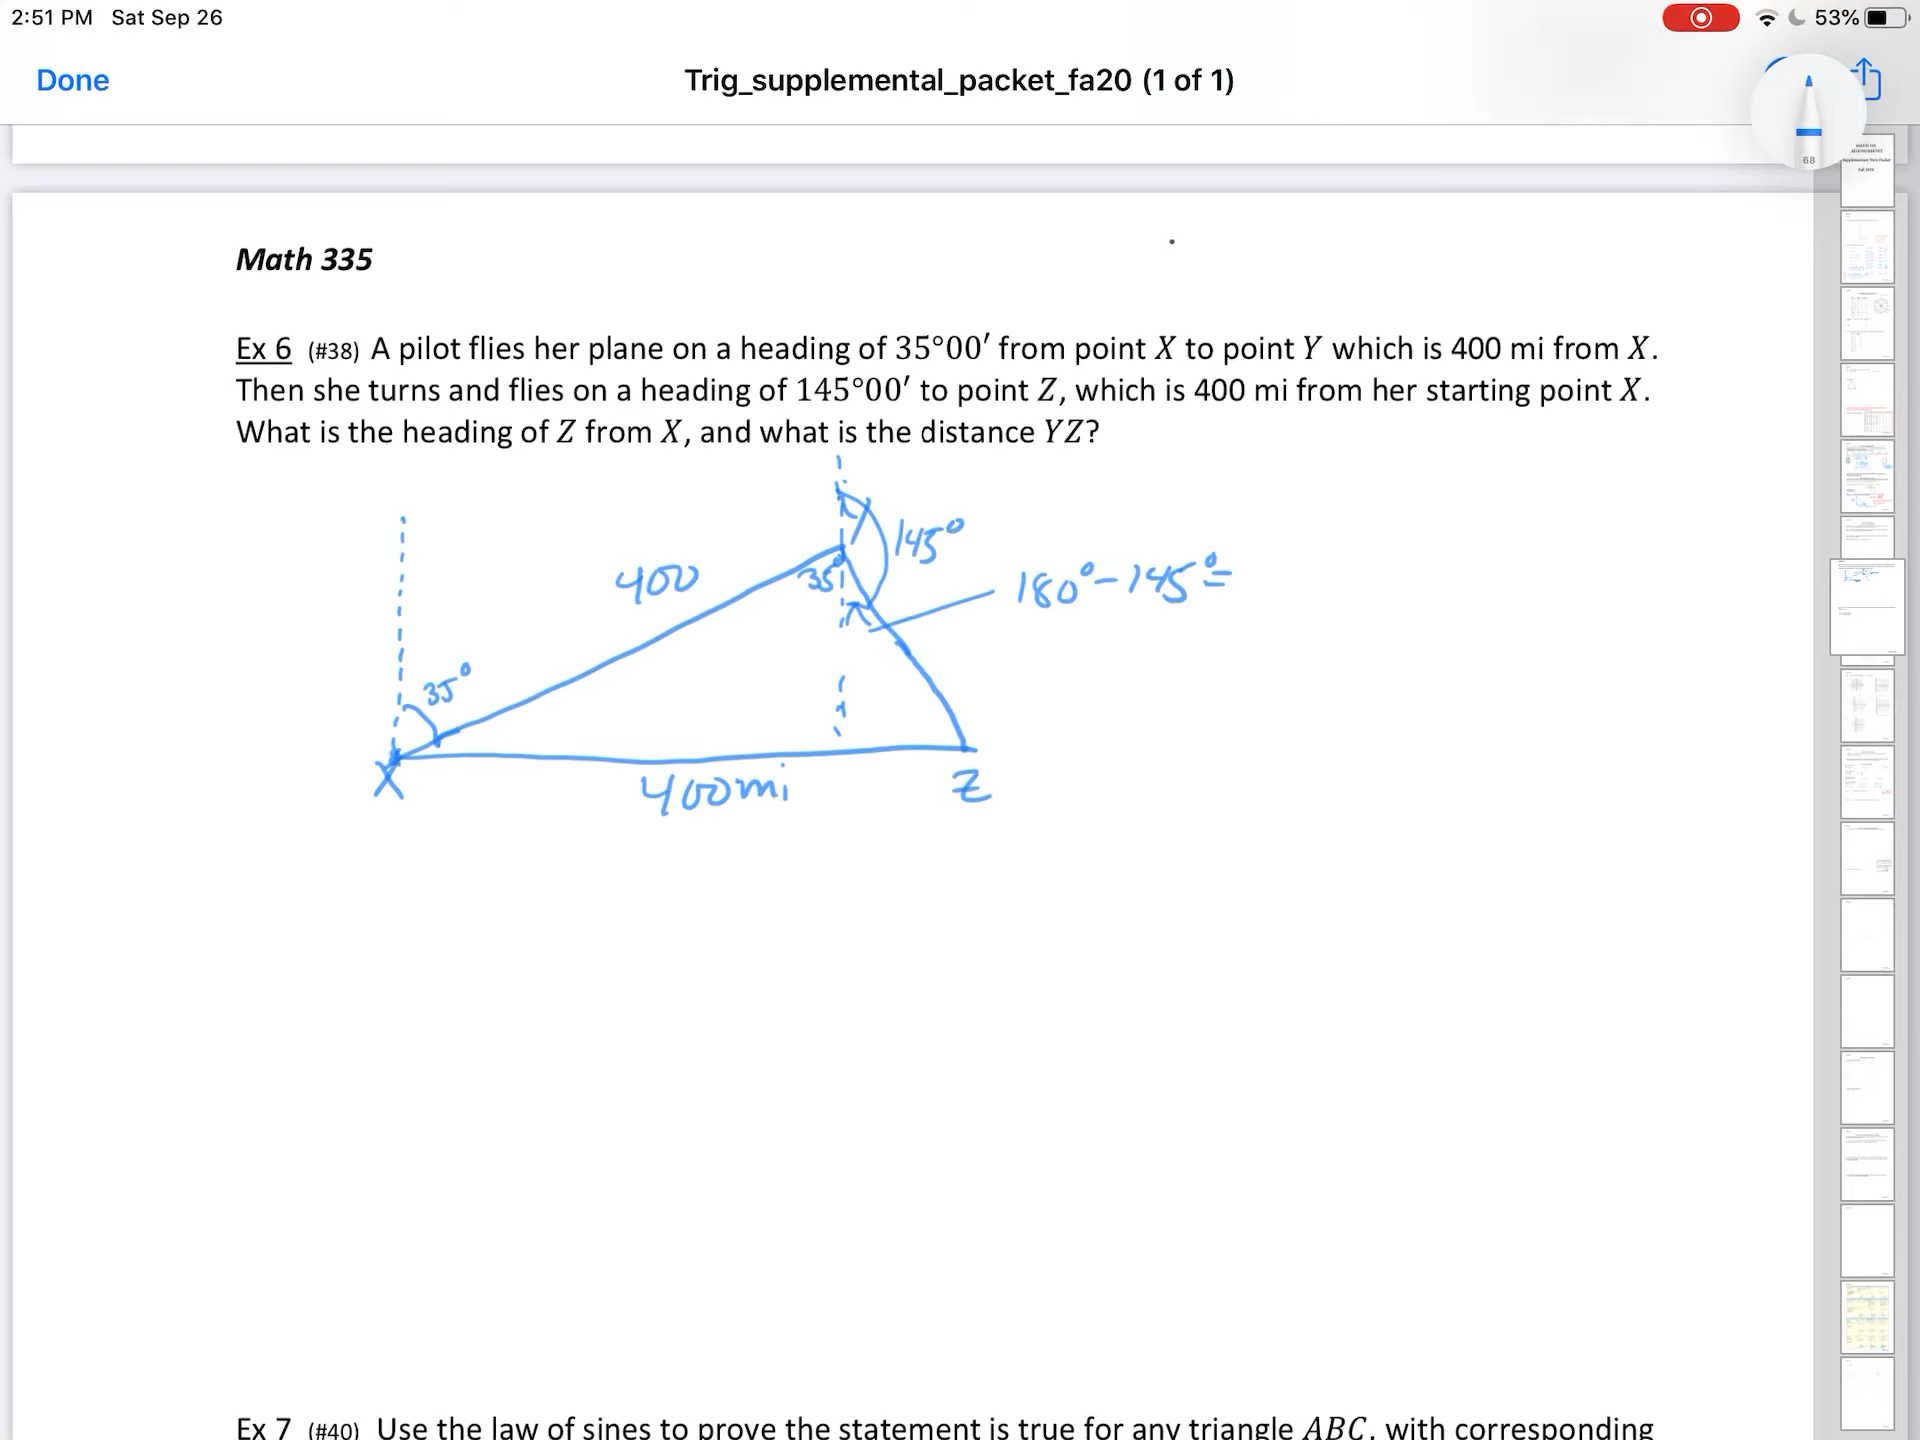 2:51 PM Sat Sep 26
53%
Done
Trig_supplemental_packet_fa20 (1 of 1)
68
Math 335
Ex 6 (#38) A pilot flies her plane on a heading of 35°00′ from point X to point Y which is 400 mi from X.
Then she turns and flies on a heading of 145°00′ to point Z, which is 400 mi from her starting point X.
What is the heading of Z from X, and what is the distance YZ?
145°
400
35°
180° - 145° =
35°
X
400mi
Z
Ex 7 (#40) Use the law of sines to prove the statement is true for any triangle ABC, with corresponding